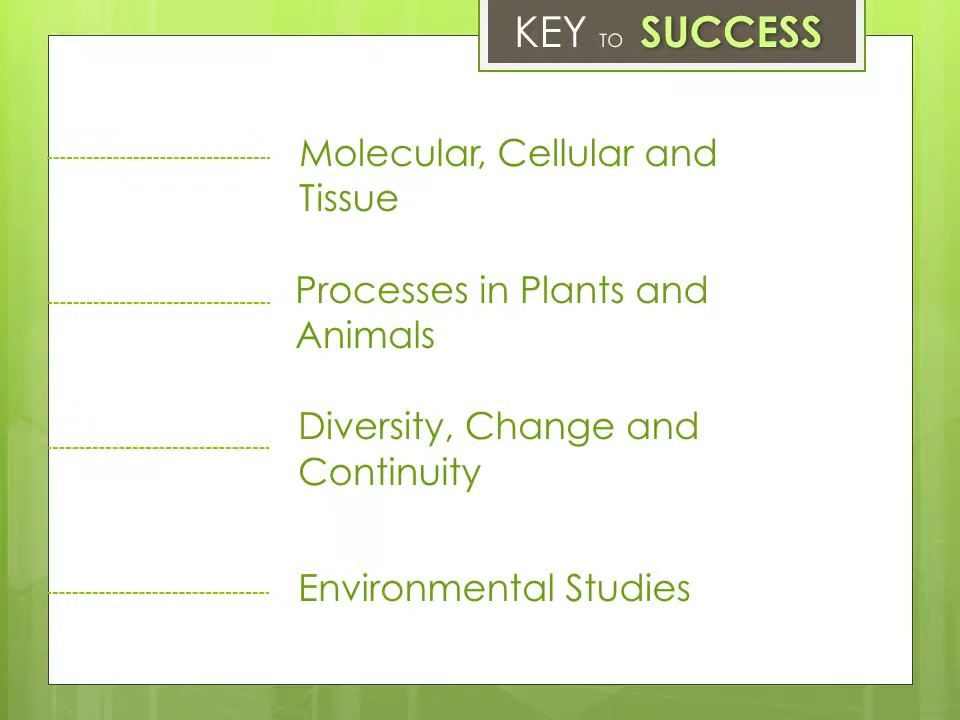 KEY TO SUCCESS
Molecular, Cellular and
Tissue
Processes in Plants and
Animals
Diversity, Change and
Continuity
Environmental Studies